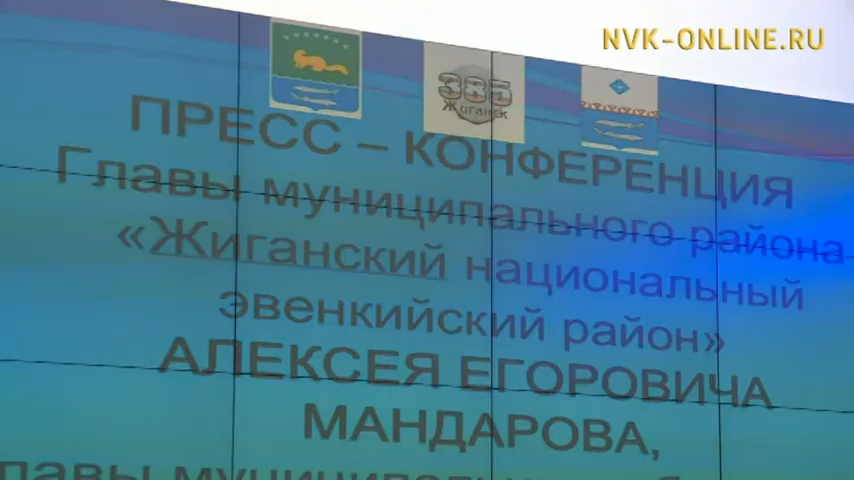 NVK-ONLINE.RU
385
Жиганск
ПРЕСС – КОНФЕРЕНЦИЯ
Главы муниципального района
«Жиганский национальный
эвенкийский район»
АЛЕКСЕЯ ЕГОРОВИЧА
МАНДАРОВА,